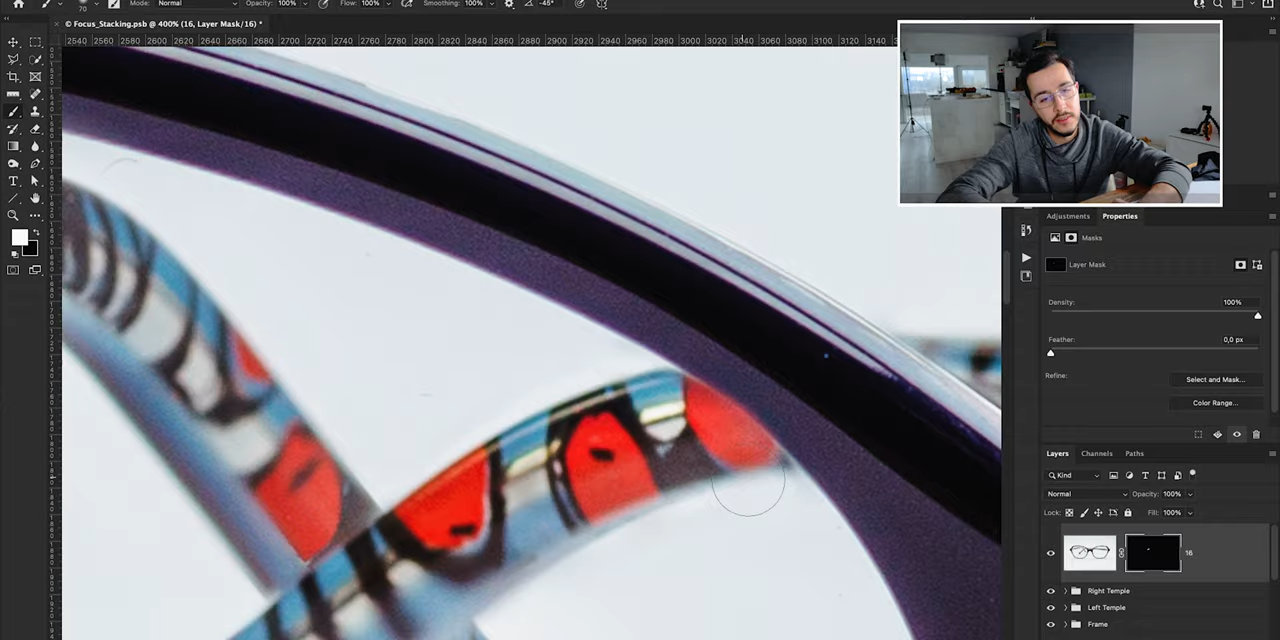 Mode: Normal Opacity: 100% Flow: 100% Smoothing: 100% -45°
70
© Focus_Stacking.psb @ 400% (16, Layer Mask/16) *
2540 2560 2580 2600 2620 2640 2660 2680 2700 2720 2740 2760 2780 2800 2820 2840 2860 2880 2900 2920 2940 2960 2980 3000 3020 3040 3060 3080 3100 3120 3140
Adjustments Properties
Masks
Layer Mask
Density: 100%
Feather: 0,0 px
Refine: Select and Mask...
Color Range...
Layers Channels Paths
Kind
Normal Opacity: 100%
Lock: Fill: 100%
16
Right Temple
Left Temple
Frame